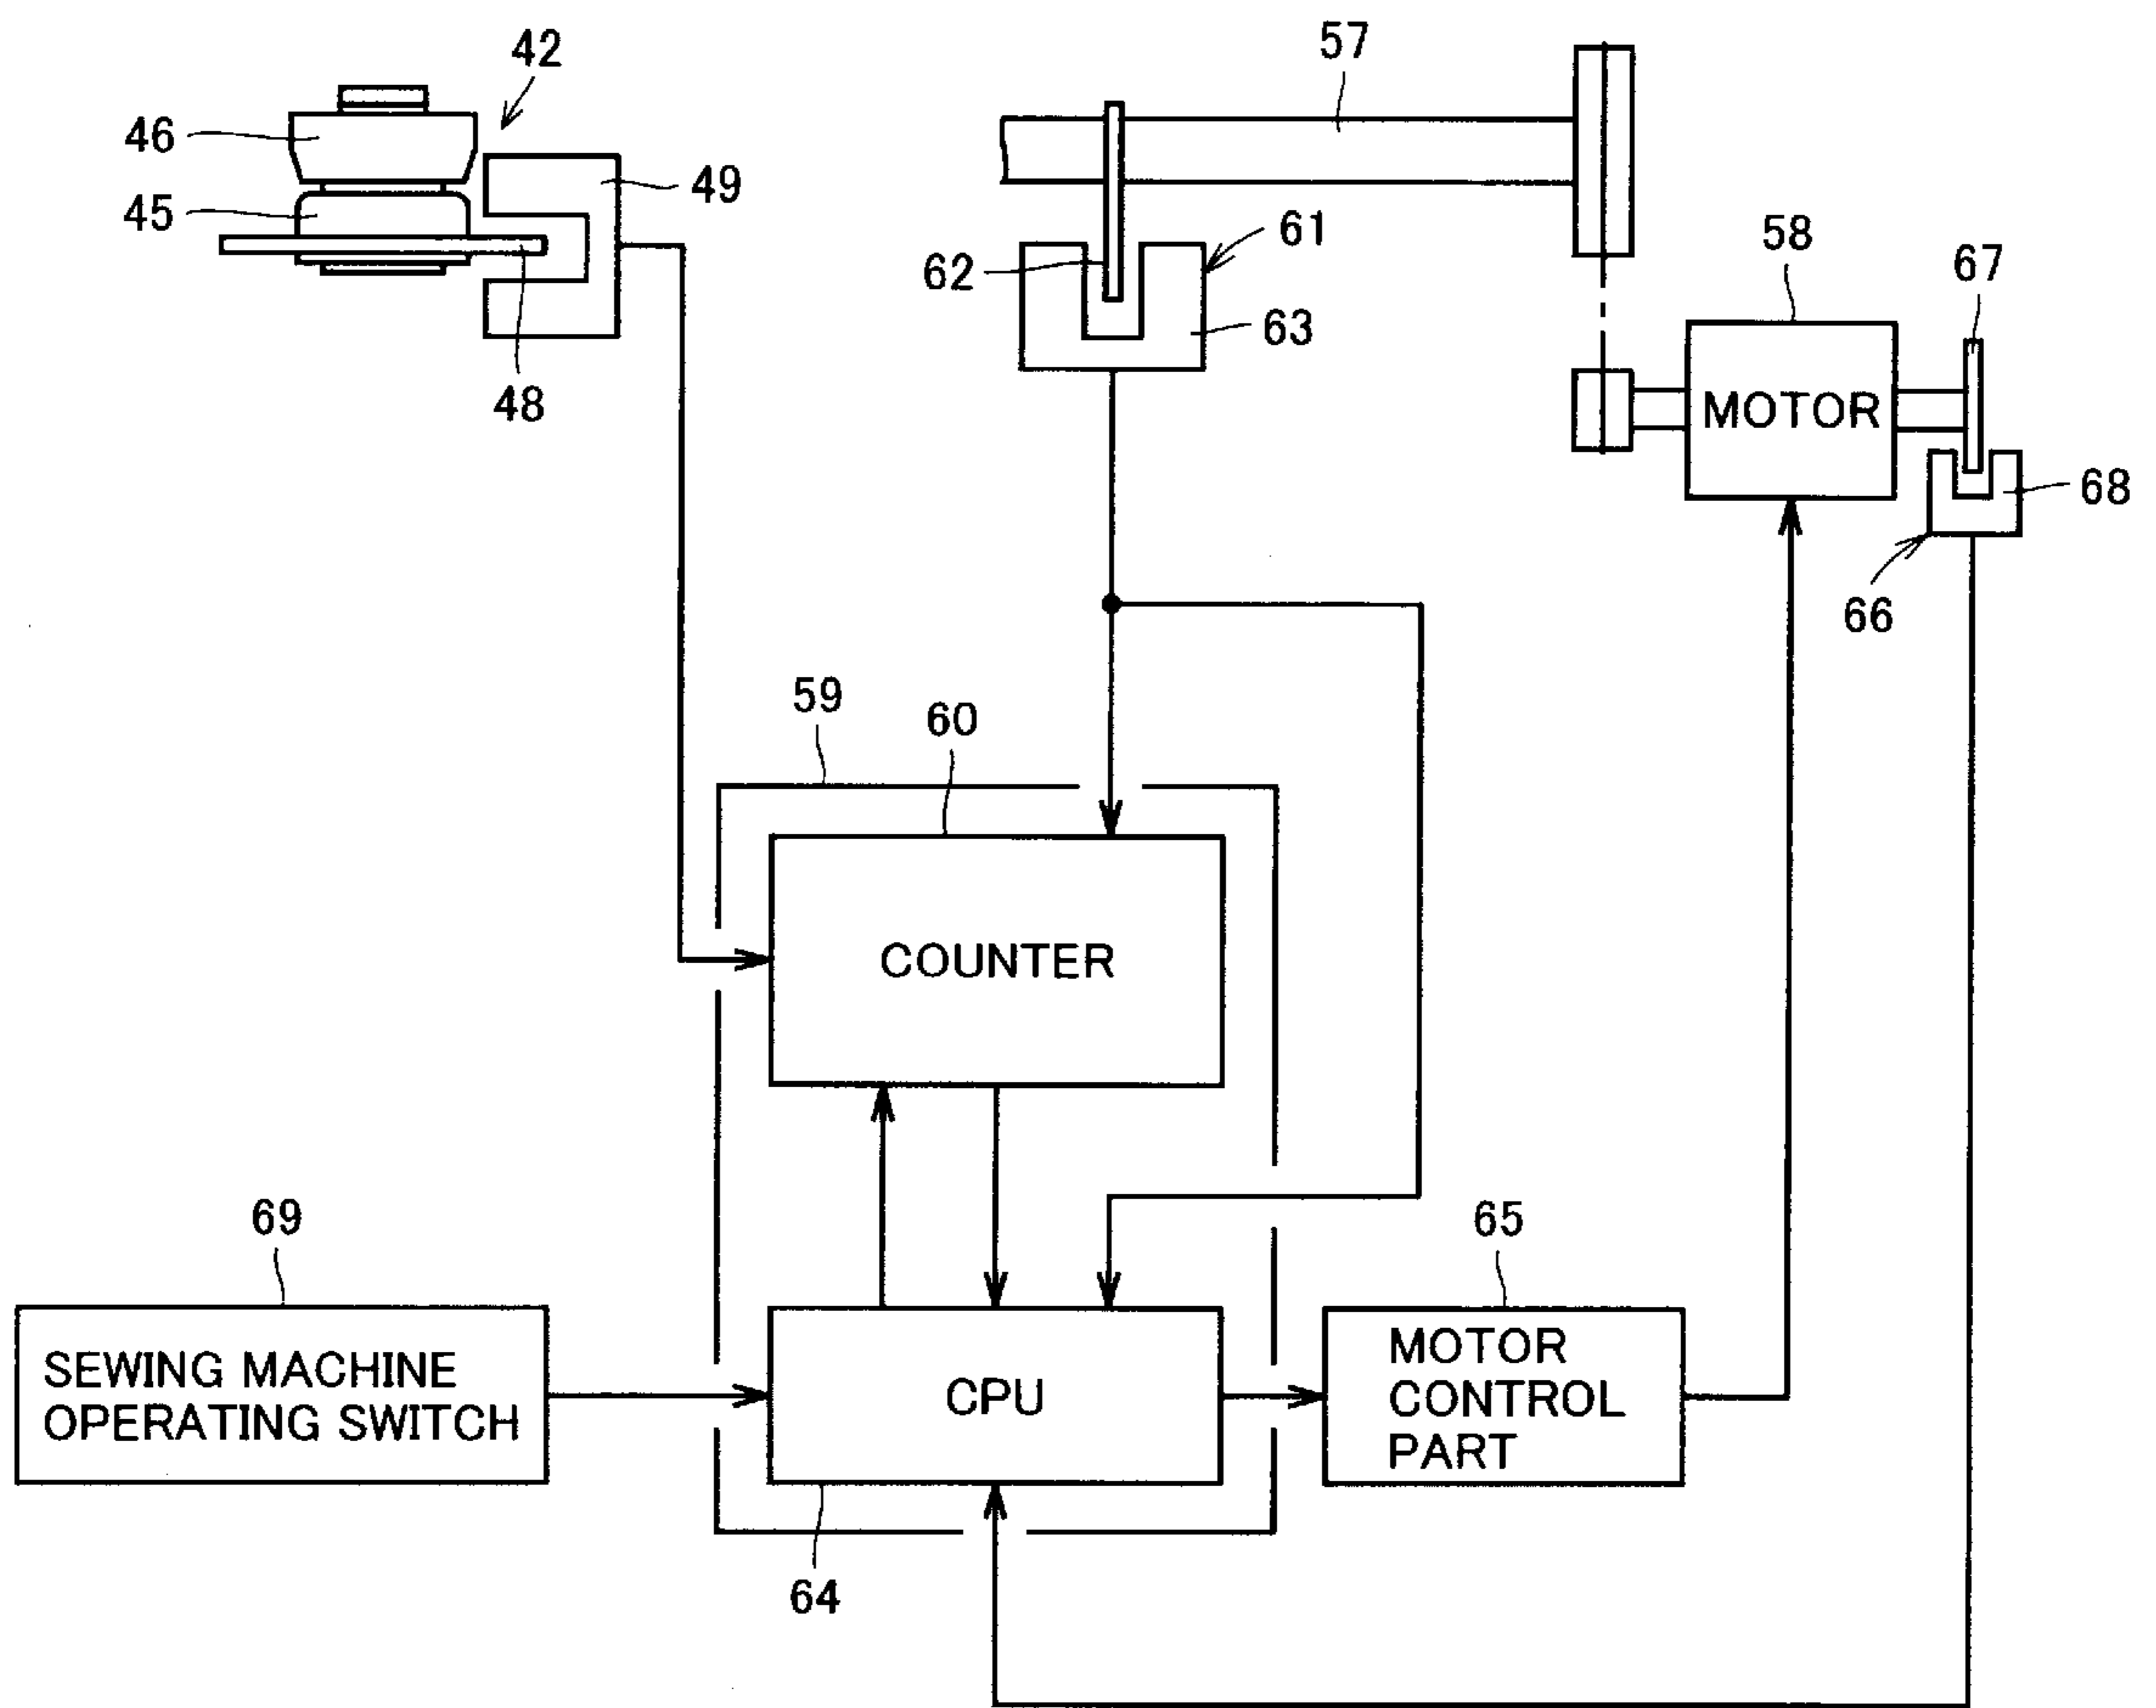 57
42
46
49
45
61
58
67
62
63
48
MOTOR
68
66
59
60
COUNTER
69
65
SEWING MACHINE
OPERATING SWITCH
CPU
MOTOR
CONTROL
PART
64